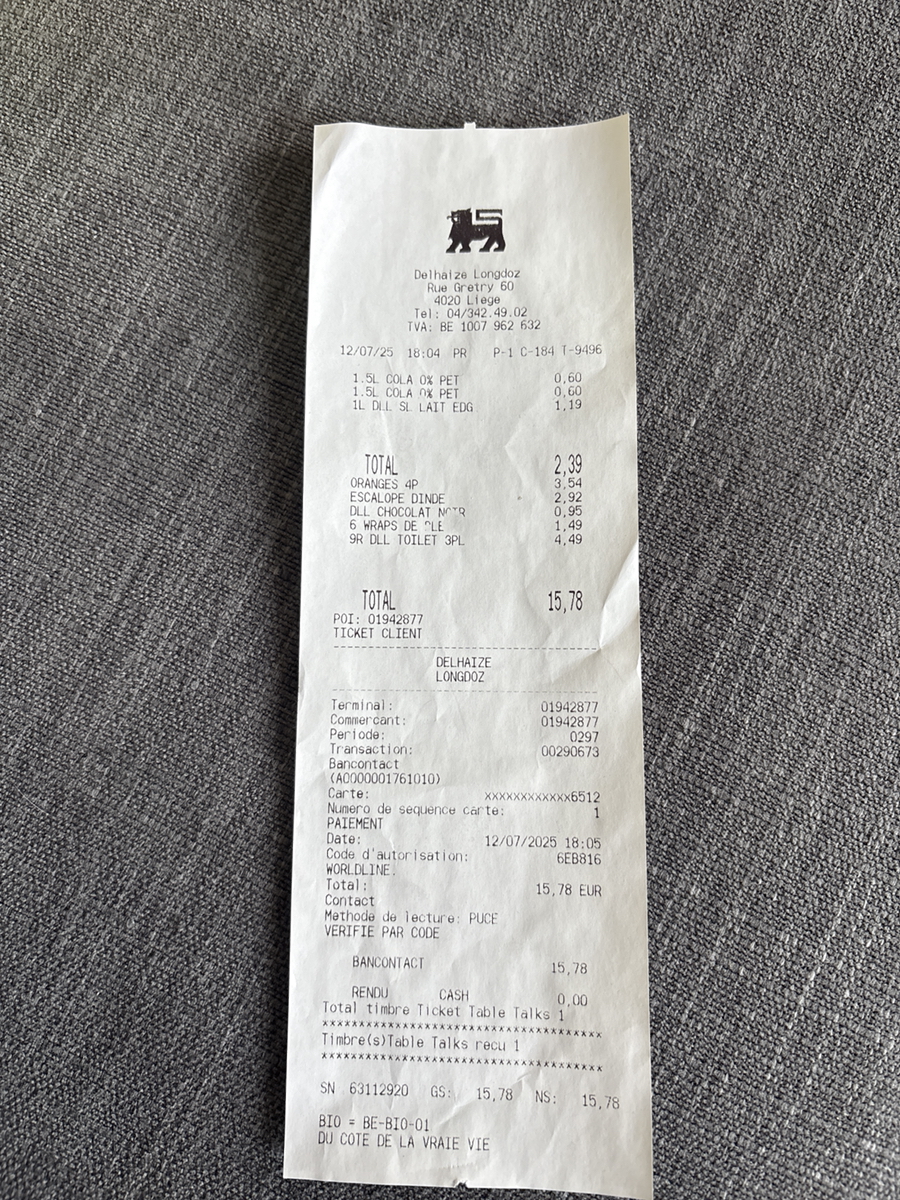 Delhaize Longdoz
Rue Gretry 60
4020 Liege
Tel: 04/342.49.02
TVA: BE 1007 962 632
12/07/25 18:04 PR P-1 C-184 T-9496
1.5L COLA 0% PET 0,60
1.5L COLA 0% PET 0,60
1L DLL SL LAIT EDG 1,19
TOTAL 2,39
ORANGES 4P 3,54
ESCALOPE DINDE 2,92
DLL CHOCOLAT NOIR 0,95
6 WRAPS DE BLE 1,49
9R DLL TOILET 3PL 4,49
TOTAL 15,78
POI: 01942877
TICKET CLIENT
DELHAIZE
LONGDOZ
Terminal: 01942877
Commercant: 01942877
Periode: 0297
Transaction: 00290673
Bancontact
(A0000001761010)
Carte: xxxxxxxxxxxx6512
Numero de sequence carte: 1
PAIEMENT
Date: 12/07/2025 18:05
Code d'autorisation: 6EB816
WORLDLINE.
Total: 15,78 EUR
Contact
Methode de lecture: PUCE
VERIFIE PAR CODE
BANCONTACT 15,78
RENDU CASH 0,00
Total timbre Ticket Table Talks 1
***************************************
Timbre(s)Table Talks recu 1
***************************************
SN 63112920 GS: 15,78 NS: 15,78
BIO = BE-BIO-01
DU COTE DE LA VRAIE VIE